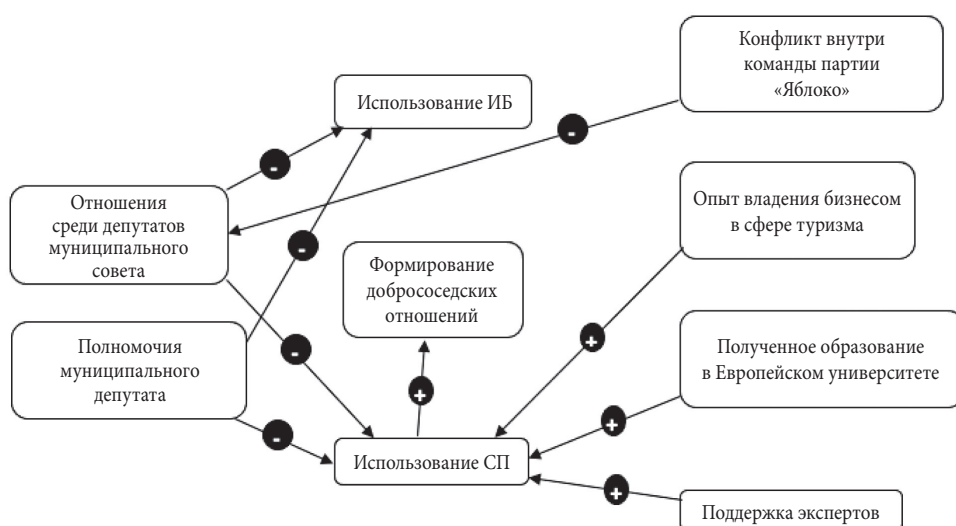 Конфликт внутри
команды партии
«Яблоко»
Использование ИБ
-
-
Отношения
среди депутатов
муниципального
совета
Опыт владения бизнесом
в сфере туризма
-
Формирование
добрососедских
отношений
Полномочия
муниципального
депутата
-
+
Полученное образование
в Европейском университете
+
-
+
Использование СП
+
Поддержка экспертов